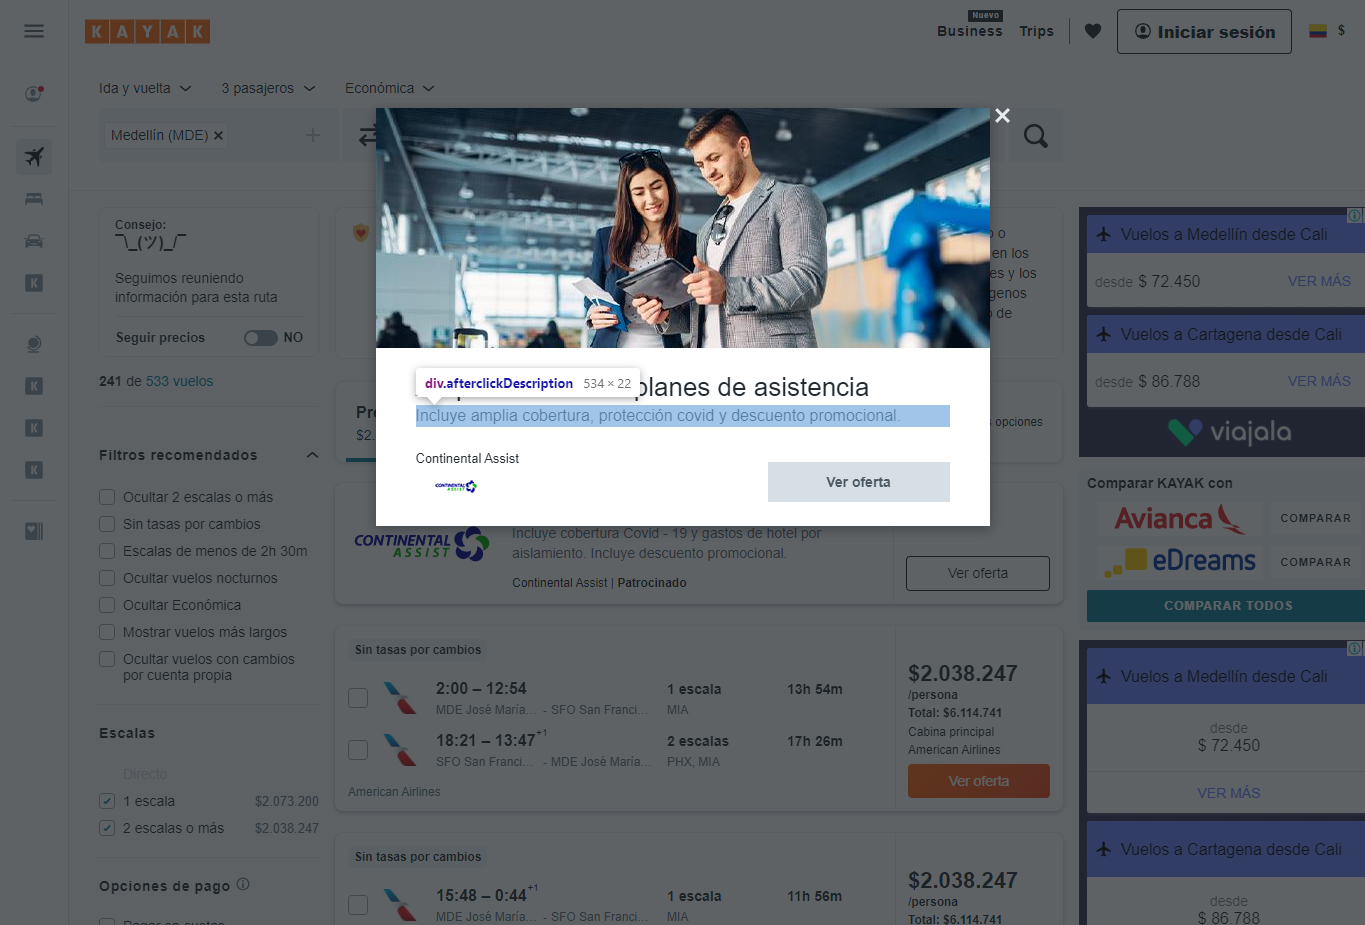 KAYAK
Nuevo
Business
Trips
Iniciar sesión
$
Ida y vuelta
3 pasajeros
Económica
Medellín (MDE)
Consejo:
¯\_(ツ)_/¯
Seguimos reuniendo
información para esta ruta
Seguir precios
NO
241 de 533 vuelos
Filtros recomendados
Ocultar 2 escalas o más
Sin tasas por cambios
Escalas de menos de 2h 30m
Ocultar vuelos nocturnos
Ocultar Económica
Mostrar vuelos más largos
Ocultar vuelos con cambios
por cuenta propia
Escalas
Directo
1 escala
$2.073.200
2 escalas o más
$2.038.247
Opciones de pago
Pagar en cuotas
o
en los
es y los
genos
o de
$2.
s opciones
div.afterclickDescription 534 × 22
planes de asistencia
Incluye amplia cobertura, protección covid y descuento promocional.
Continental Assist
CONTINENTAL
ASSIST
Ver oferta
CONTINENTAL
ASSIST
Incluye cobertura Covid - 19 y gastos de hotel por
aislamiento. Incluye descuento promocional.
Continental Assist | Patrocinado
Ver oferta
Sin tasas por cambios
2:00 – 12:54
1 escala
13h 54m
MDE José María... - SFO San Franci...
MIA
18:21 – 13:47+1
2 escalas
17h 26m
SFO San Franci... - MDE José María...
PHX, MIA
American Airlines
$2.038.247
/persona
Total: $6.114.741
Cabina principal
American Airlines
Ver oferta
Sin tasas por cambios
15:48 – 0:44+1
1 escala
11h 56m
MDE José María... - SFO San Franci...
MIA
$2.038.247
/persona
Total: $6.114.741
Vuelos a Medellín desde Cali
desde $ 72.450
VER MÁS
Vuelos a Cartagena desde Cali
desde $ 86.788
VER MÁS
viajala
Comparar KAYAK con
Avianca
COMPARAR
eDreams
COMPARAR
COMPARAR TODOS
Vuelos a Medellín desde Cali
desde
$ 72.450
VER MÁS
Vuelos a Cartagena desde Cali
desde
$ 86.788